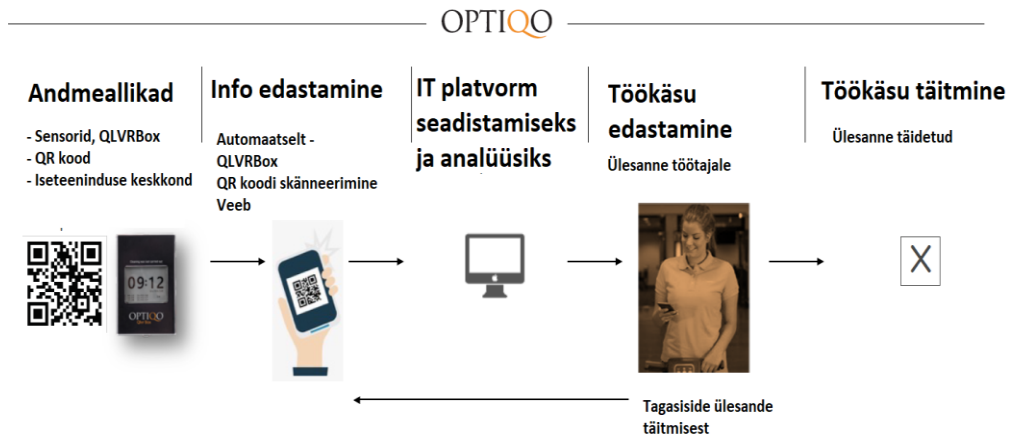 OPTIQO
Andmeallikad
- Sensorid, QLVRBox
- QR kood
- Iseteeninduse keskkond
Info edastamine
Automaatselt -
QLVRBox
QR koodi skänneerimine
Veeb
IT platvorm
seadistamiseks
ja analüüsiks
Töökäsu
edastamine
Ülesanne töötajale
Töökäsu täitmine
Ülesanne täidetud
09:12
OPTIQO
X
Tagasiside ülesande
täitmisest